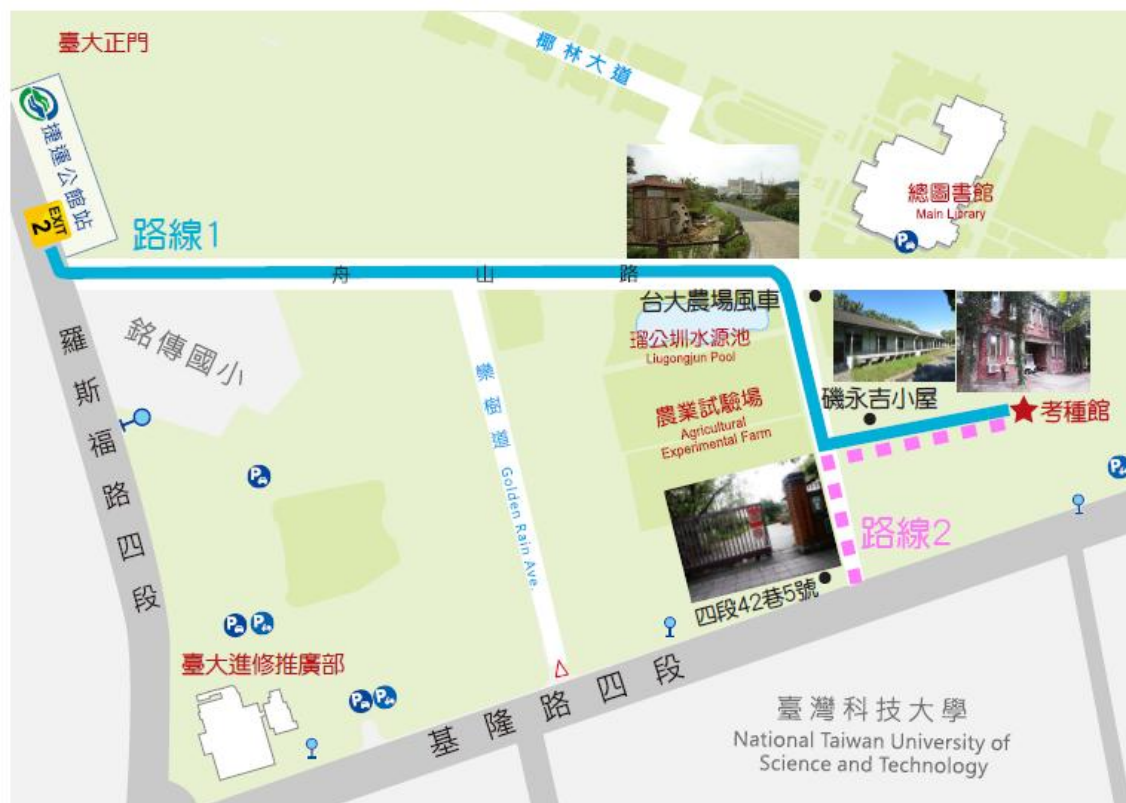 臺大正門
椰林大道
捷運公館站
EXIT
2
路線1
總圖書館
Main Library
P
舟山路
台大農場風車
瑠公圳水源池
Liugongjun Pool
羅斯福路四段
銘傳國小
欒樹道 Golden Rain Ave.
農業試驗場
Agricultural
Experimental Farm
磯永吉小屋
考種館
P
P
路線2
四段42巷5號
P P
臺大進修推廣部
P P
基隆路四段
臺灣科技大學
National Taiwan University of
Science and Technology